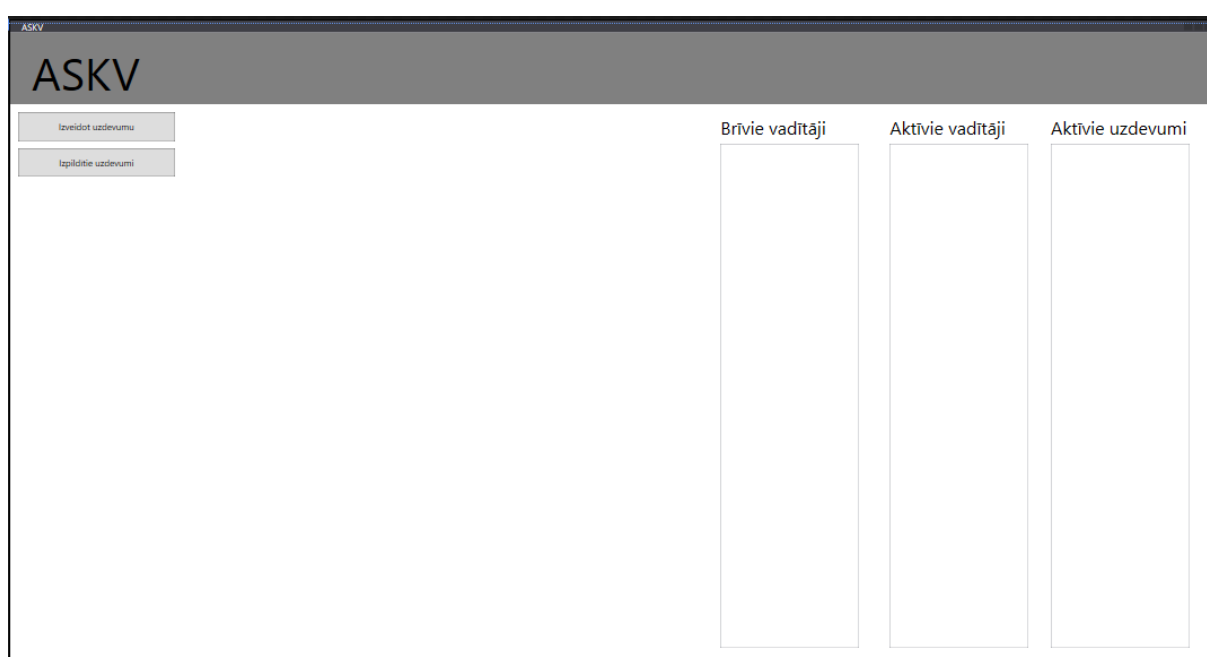 ASKV
ASKV
Izveidot uzdevumu
Izpildītie uzdevumi
Brīvie vadītāji
Aktīvie vadītāji
Aktīvie uzdevumi